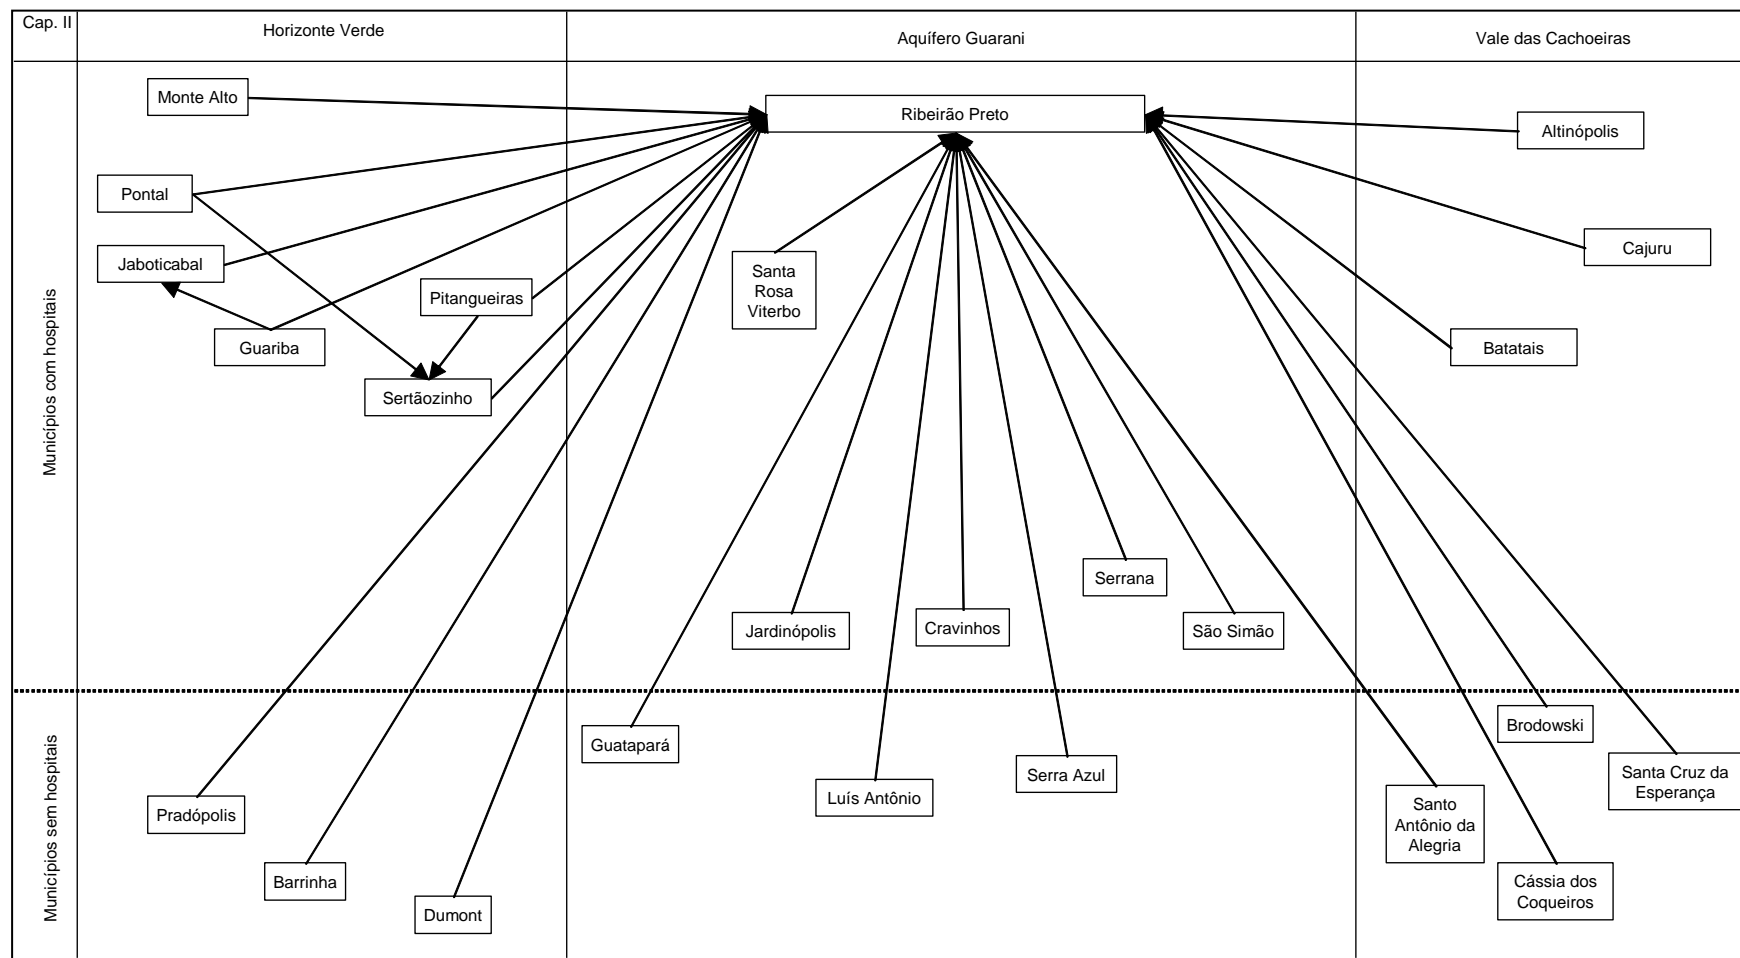 Cap. II
Horizonte Verde
Aquífero Guarani
Vale das Cachoeiras
Municípios com hospitais
Monte Alto
Ribeirão Preto
Altinópolis
Pontal
Jaboticabal
Cajuru
Santa
Rosa
Viterbo
Pitangueiras
Guariba
Batatais
Sertãozinho
Serrana
Jardinópolis
Cravinhos
São Simão
Municípios sem hospitais
Guatapará
Brodowski
Serra Azul
Santa Cruz da
Esperança
Luís Antônio
Pradópolis
Santo
Antônio da
Alegria
Barrinha
Cássia dos
Coqueiros
Dumont